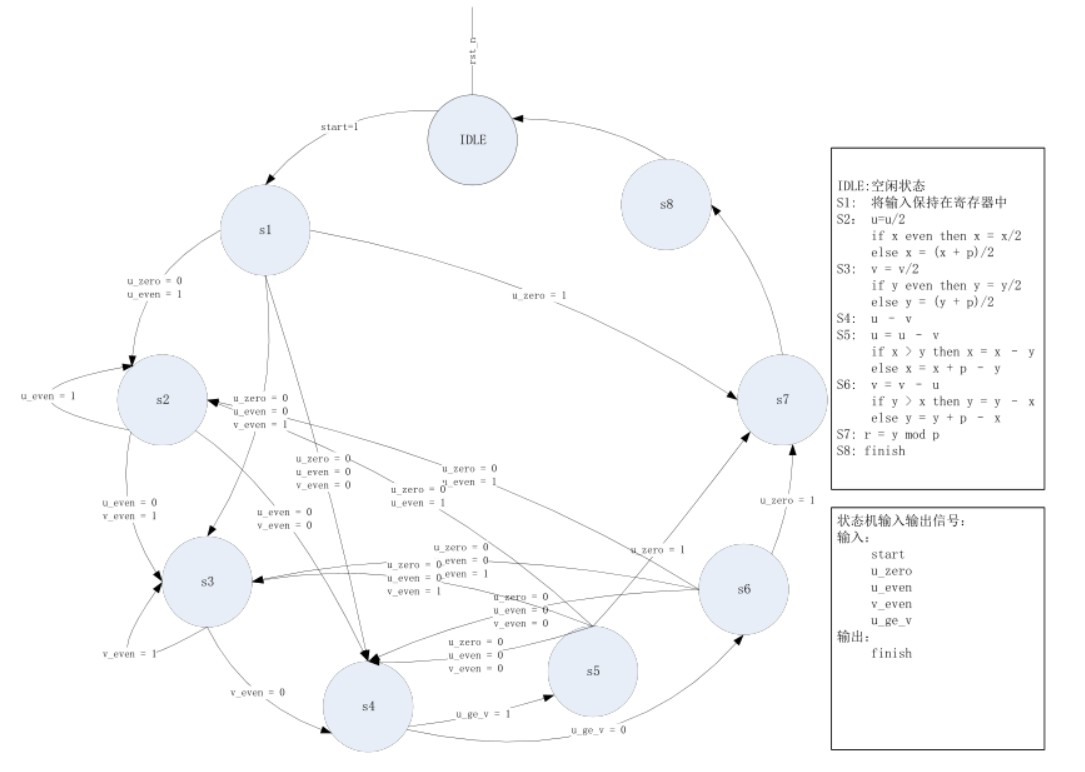 rst_n
IDLE
start=1
s8
s1
u_zero = 0
u_even = 1
u_zero = 1
s2
u_even = 1
u_zero = 0
u_even = 0
v_even = 1
s7
u_zero = 0
u_even = 0
v_even = 0
u_zero = 0
u_even = 1
u_zero = 0
u_even = 1
u_even = 0
v_even = 1
u_even = 0
v_even = 0
u_zero = 1
u_zero = 1
s3
u_zero = 0
even = 0
even = 1
u_zero = 0
u_even = 0
v_even = 1
s6
u_zero = 0
u_even = 0
v_even = 0
u_zero = 0
u_even = 0
v_even = 0
v_even = 1
s5
v_even = 0
s4
u_ge_v = 1
u_ge_v = 0
IDLE:空闲状态
S1: 将输入保持在寄存器中
S2: u=u/2
if x even then x = x/2
else x = (x + p)/2
S3: v = v/2
if y even then y = y/2
else y = (y + p)/2
S4: u - v
S5: u = u - v
if x > y then x = x - y
else x = x + p - y
S6: v = v - u
if y > x then y = y - x
else y = y + p - x
S7: r = y mod p
S8: finish
状态机输入输出信号:
输入:
start
u_zero
u_even
v_even
u_ge_v
输出:
finish